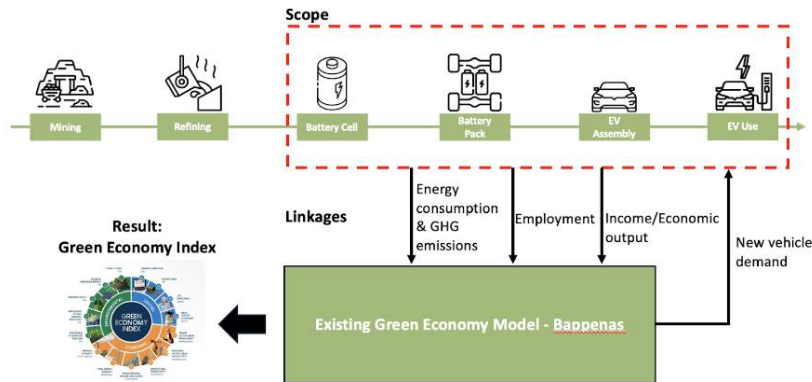 Scope
Mining
Refining
Battery Cell
Battery
Pack
EV
Assembly
EV Use
Linkages
Energy
consumption
& GHG
emissions
Employment
Income/Economic
output
New vehicle
demand
Result:
Green Economy Index
GREEN
ECONOMY
INDEX
Existing Green Economy Model - Bappenas